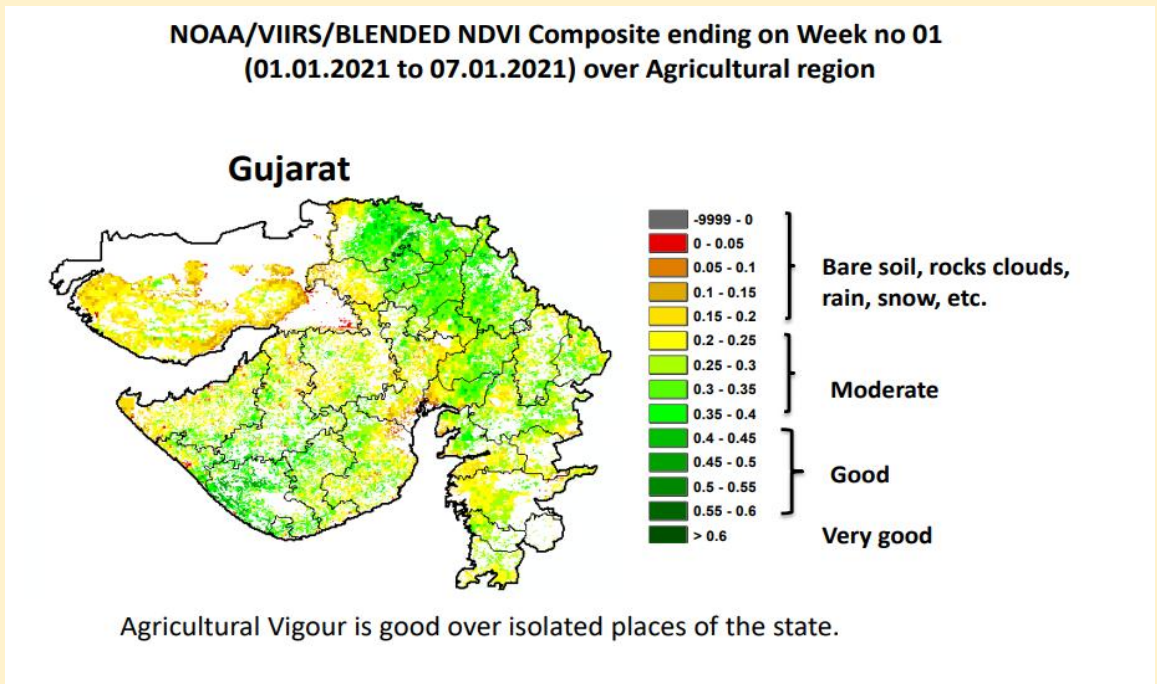 NOAA/VIIRS/BLENDED NDVI Composite ending on Week no 01
(01.01.2021 to 07.01.2021) over Agricultural region
Gujarat
-9999 - 0
0 - 0.05
0.05 - 0.1
0.1 - 0.15
0.15 - 0.2
0.2 - 0.25
0.25 - 0.3
0.3 - 0.35
0.35 - 0.4
0.4 - 0.45
0.45 - 0.5
0.5 - 0.55
0.55 - 0.6
> 0.6
Bare soil, rocks clouds,
rain, snow, etc.
Moderate
Good
Very good
Agricultural Vigour is good over isolated places of the state.